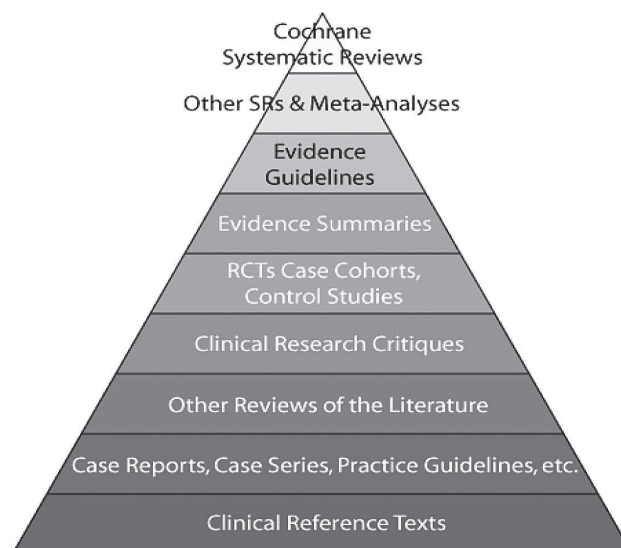 Cochrane
Systematic Reviews
Other SRs & Meta-Analyses
Evidence
Guidelines
Evidence Summaries
RCTs Case Cohorts,
Control Studies
Clinical Research Critiques
Other Reviews of the Literature
Case Reports, Case Series, Practice Guidelines, etc.
Clinical Reference Texts